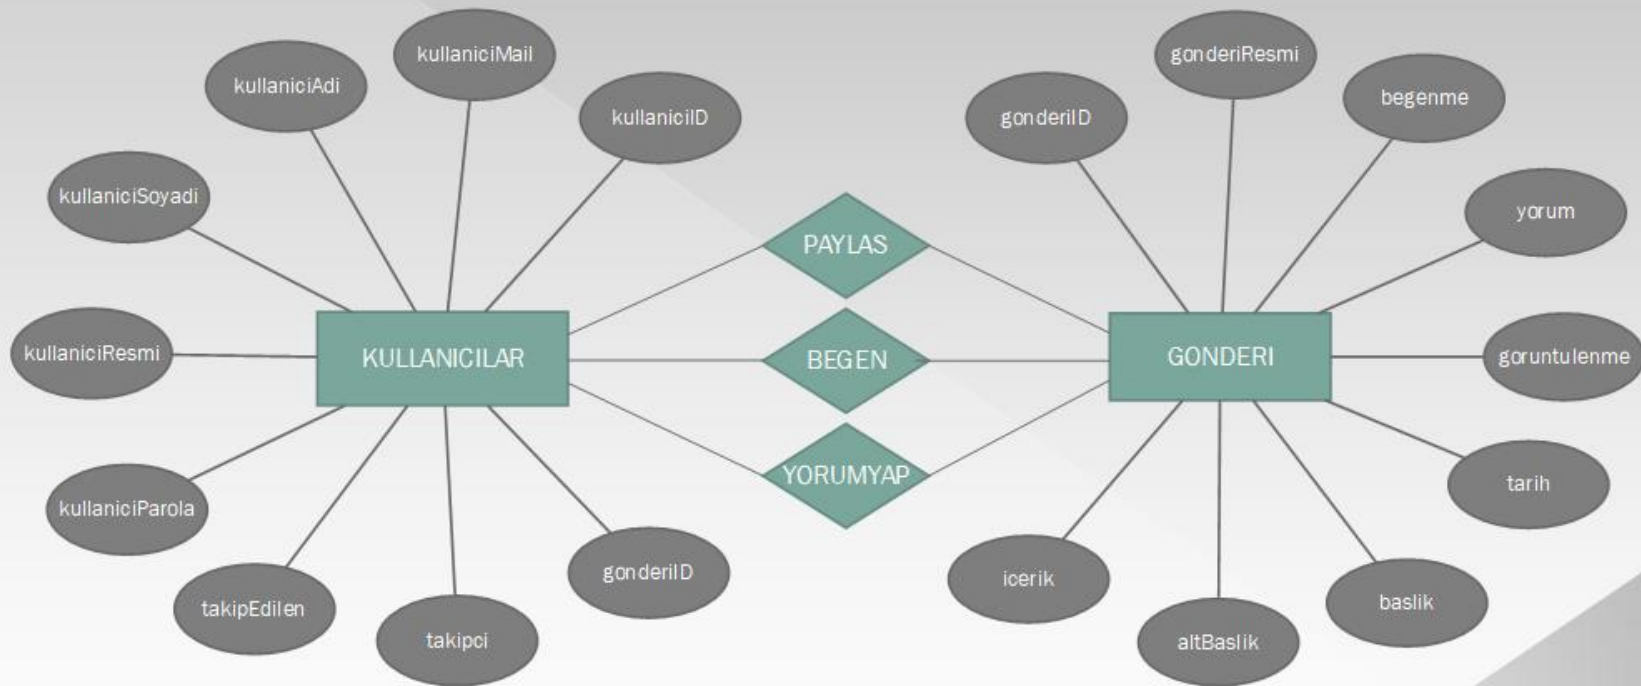 kullaniciMail
gonderiResmi
kullaniciAdi
begenme
kullaniciID
gonderiID
kullaniciSoyadi
yorum
PAYLAS
kullaniciResmi
KULLANICILAR
BEGEN
GONDERI
goruntulenme
YORUMYAP
tarih
kullaniciParola
gonderiID
icerik
baslik
takipEdilen
takipci
altBaslik